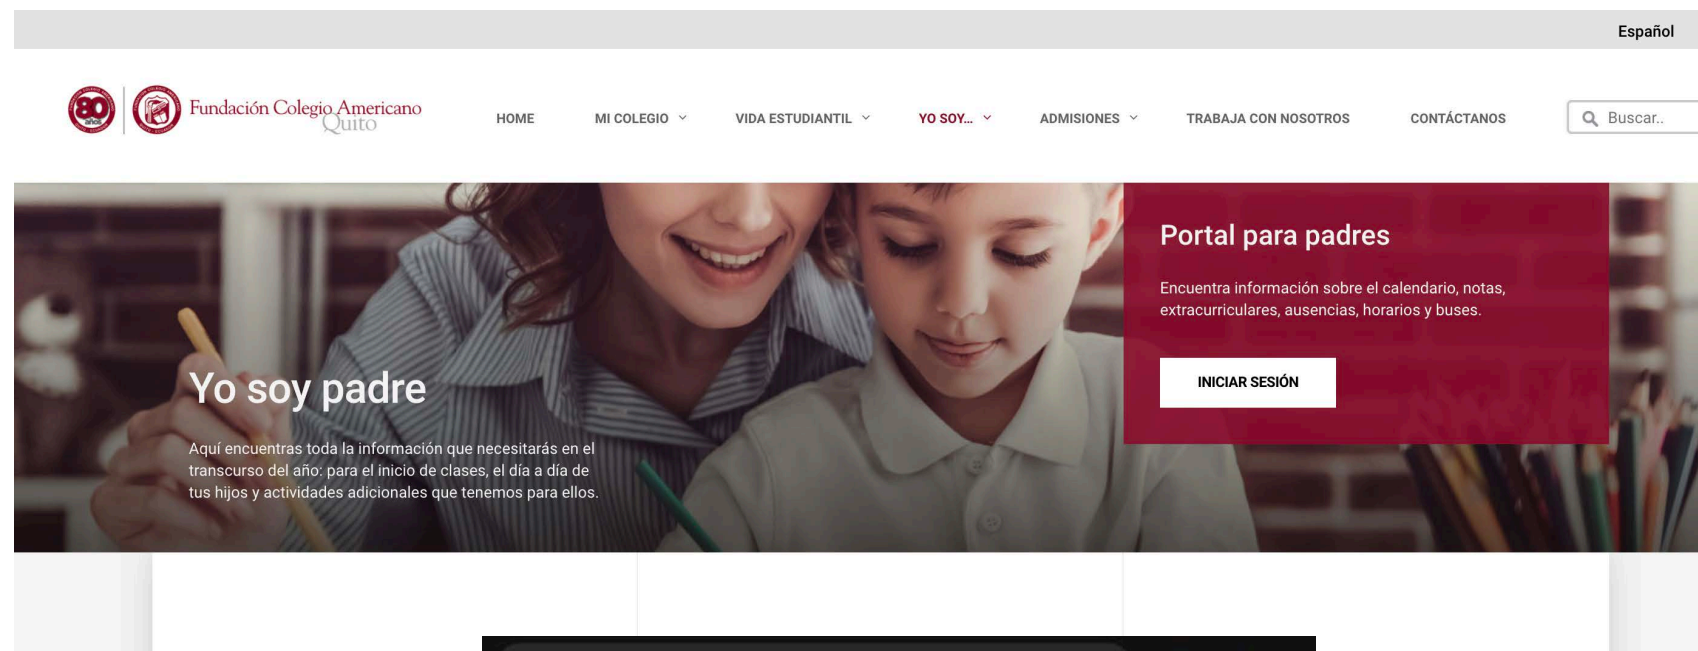 Español
80
años
Fundación Colegio Americano
Quito
HOME
MI COLEGIO
VIDA ESTUDIANTIL
YO SOY...
ADMISIONES
TRABAJA CON NOSOTROS
CONTÁCTANOS
Buscar..
Yo soy padre
Aquí encuentras toda la información que necesitarás en el
transcurso del año: para el inicio de clases, el día a día de
tus hijos y actividades adicionales que tenemos para ellos.
Portal para padres
Encuentra información sobre el calendario, notas,
extracurriculares, ausencias, horarios y buses.
INICIAR SESIÓN